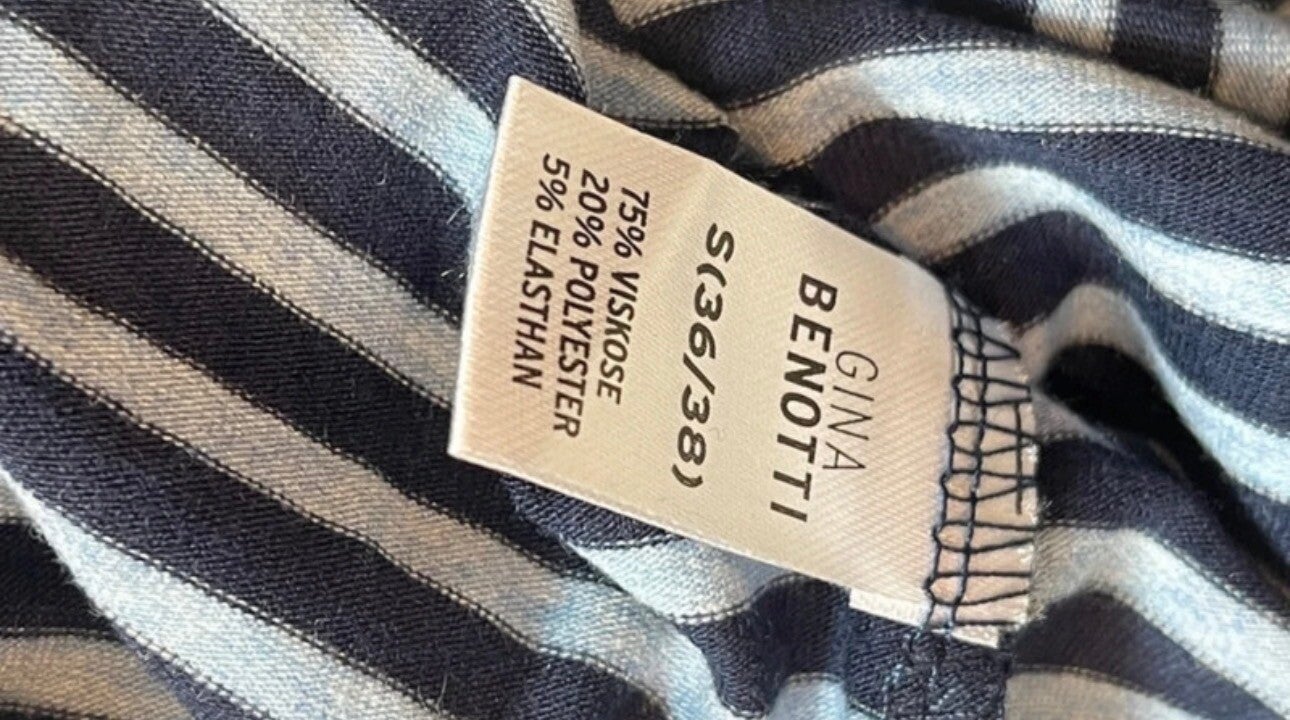 GINA
BENOTTI
S(36/38)
75% VISKOSE
20% POLYESTER
5% ELASTHAN